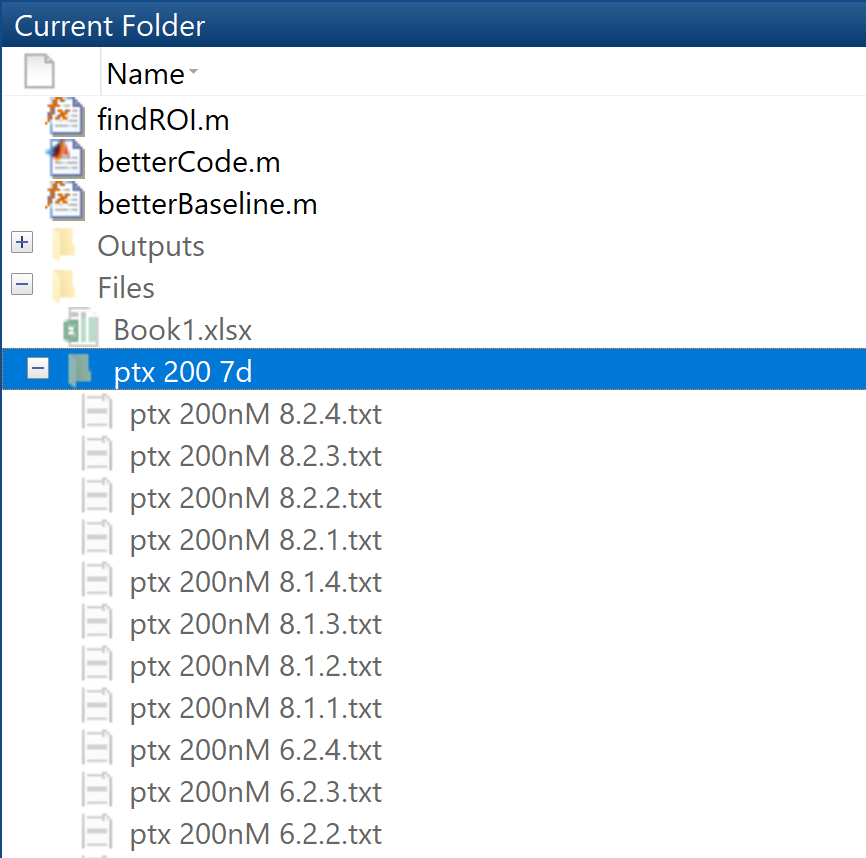 Current Folder
Name
findROI.m
betterCode.m
betterBaseline.m
Outputs
Files
Book1.xlsx
ptx 200 7d
ptx 200nM 8.2.4.txt
ptx 200nM 8.2.3.txt
ptx 200nM 8.2.2.txt
ptx 200nM 8.2.1.txt
ptx 200nM 8.1.4.txt
ptx 200nM 8.1.3.txt
ptx 200nM 8.1.2.txt
ptx 200nM 8.1.1.txt
ptx 200nM 6.2.4.txt
ptx 200nM 6.2.3.txt
ptx 200nM 6.2.2.txt